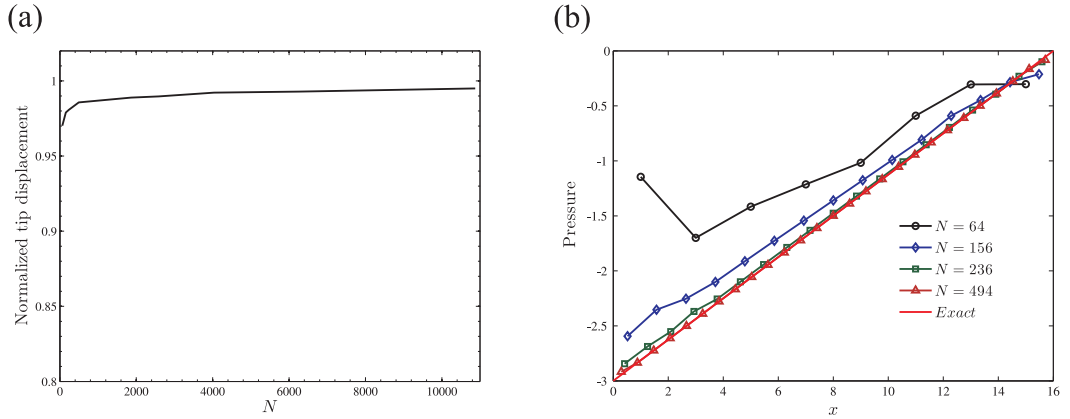 (a)
Normalized tip displacement
1
0.95
0.9
0.85
0.8
0
2000
4000
6000
8000
10000
N
(b)
Pressure
0
-0.5
-1
-1.5
-2
-2.5
-3
0
2
4
6
8
10
12
14
16
x
N = 64
N = 156
N = 236
N = 494
Exact